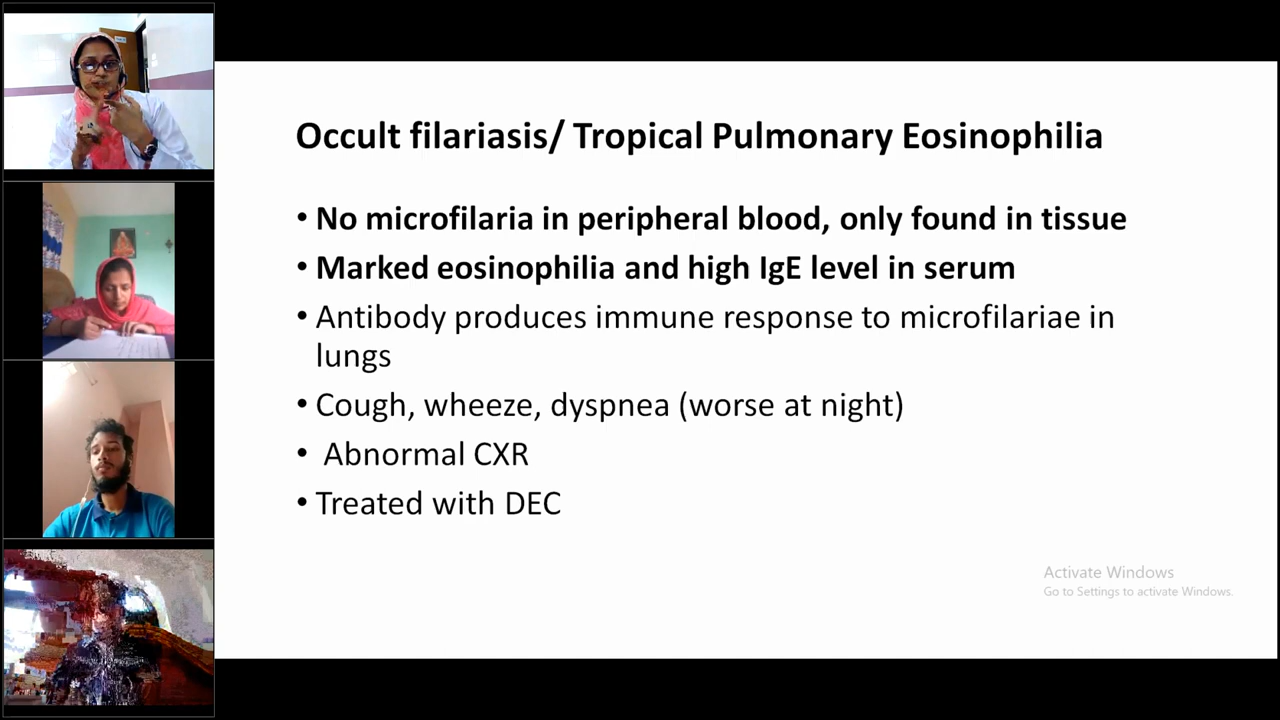 Occult filariasis/ Tropical Pulmonary Eosinophilia
• No microfilaria in peripheral blood, only found in tissue
• Marked eosinophilia and high IgE level in serum
• Antibody produces immune response to microfilariae in
lungs
• Cough, wheeze, dyspnea (worse at night)
• Abnormal CXR
• Treated with DEC
Activate Windows
Go to Settings to activate Windows.